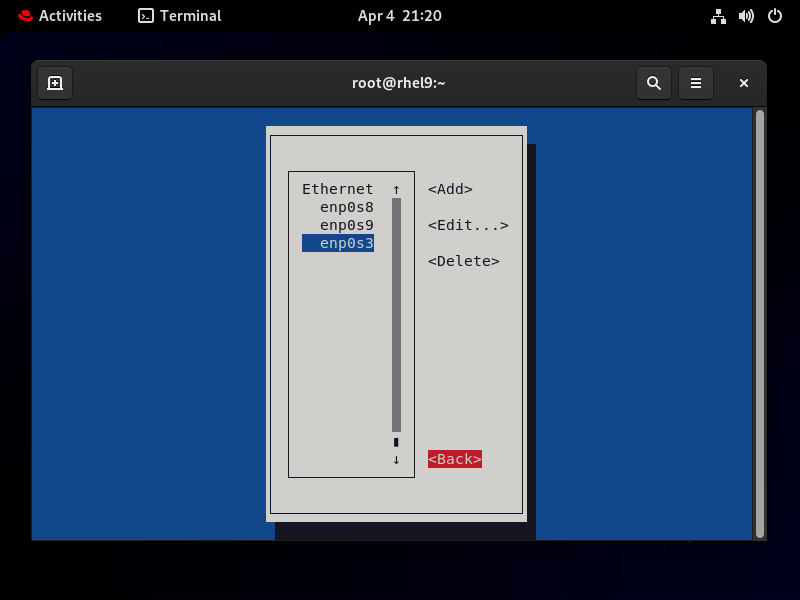 Activities Terminal Apr 4 21:20
root@rhel9:~
Ethernet ↑ <Add>
enp0s8
enp0s9 <Edit...>
enp0s3
<Delete>
↓ <Back>